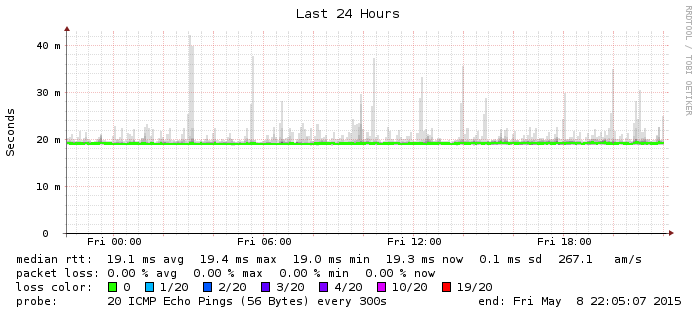 Last 24 Hours
RRDTOOL / TOBI OETIKER
Seconds
40 m
30 m
20 m
10 m
0
Fri 00:00 Fri 06:00 Fri 12:00 Fri 18:00
median rtt: 19.1 ms avg 19.4 ms max 19.0 ms min 19.3 ms now 0.1 ms sd 267.1 am/s
packet loss: 0.00 % avg 0.00 % max 0.00 % min 0.00 % now
loss color: 0 1/20 2/20 3/20 4/20 10/20 19/20
probe: 20 ICMP Echo Pings (56 Bytes) every 300s end: Fri May 8 22:05:07 2015